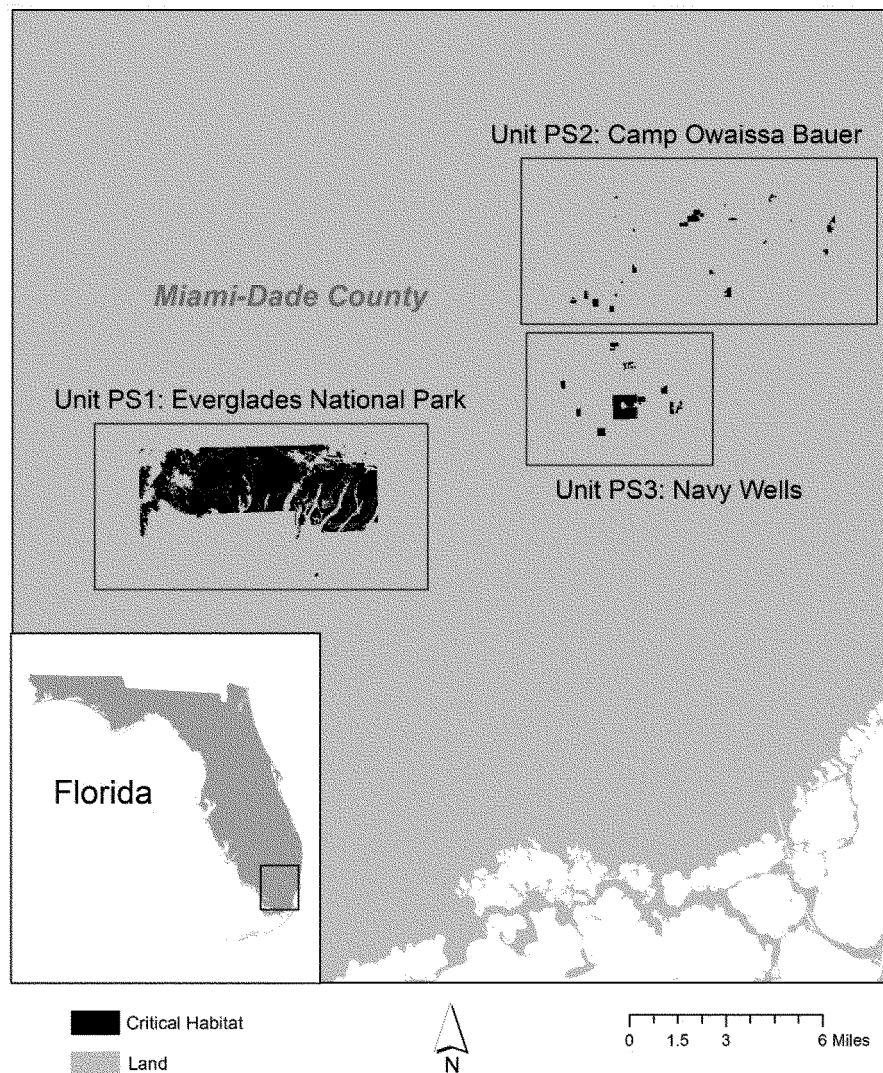 Unit PS2: Camp Owaissa Bauer
Miami-Dade County
Unit PS1: Everglades National Park
Unit PS3: Navy Wells
Florida
Critical Habitat
Land
N
0 1.5 3 6 Miles